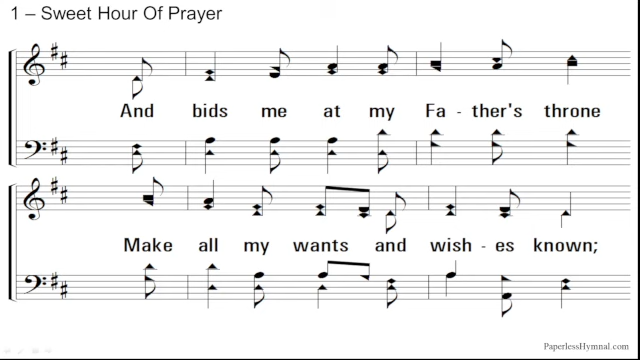 1 – Sweet Hour Of Prayer
And bids me at my Fa - ther's throne
Make all my wants and wish - es known;
PaperlessHymnal.com